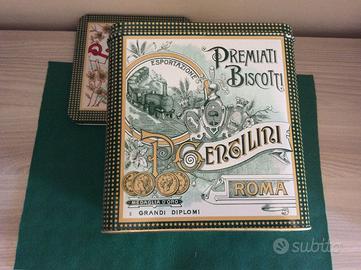 PREMIATI
BISCOTTI
ESPORTAZIONE
P. GENTILINI
ROMA
MEDAGLIA D'ORO
E GRANDI DIPLOMI
P
subito